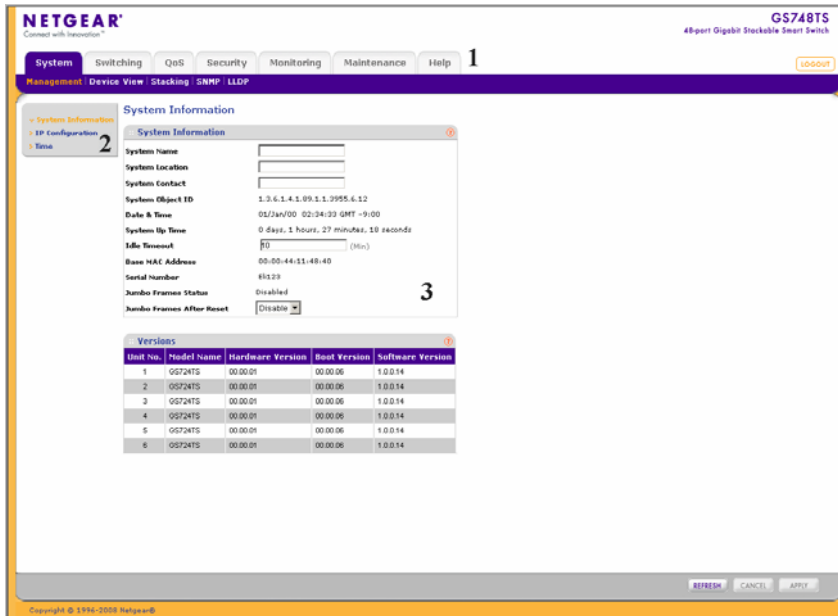 NETGEAR®
Connect with Innovation™
GS748TS
48-port Gigabit Stackable Smart Switch
System Switching QoS Security Monitoring Maintenance Help 1
LOGOUT
Management Device View Stacking SNMP LLDP
System Information
IP Configuration
Time
2
System Information
System Information
System Name
System Location
System Contact
System Object ID 1.3.6.1.4.1.89.1.1.3955.6.12
Date & Time 01/Jan/00 02:34:33 GMT -9:00
System Up Time 0 days, 1 hours, 27 minutes, 18 seconds
Idle Timeout 10 (Min)
Base MAC Address 00:00:44:11:48:40
Serial Number 6li123
Jumbo Frames Status Disabled
Jumbo Frames After Reset Disable
3
Versions
Unit No. Model Name Hardware Version Boot Version Software Version
1 GS724TS 00.00.01 00.00.06 1.0.0.14
2 GS724TS 00.00.01 00.00.06 1.0.0.14
3 GS724TS 00.00.01 00.00.06 1.0.0.14
4 GS724TS 00.00.01 00.00.06 1.0.0.14
5 GS724TS 00.00.01 00.00.06 1.0.0.14
6 GS724TS 00.00.01 00.00.06 1.0.0.14
REFRESH CANCEL APPLY
Copyright © 1996-2008 Netgear®